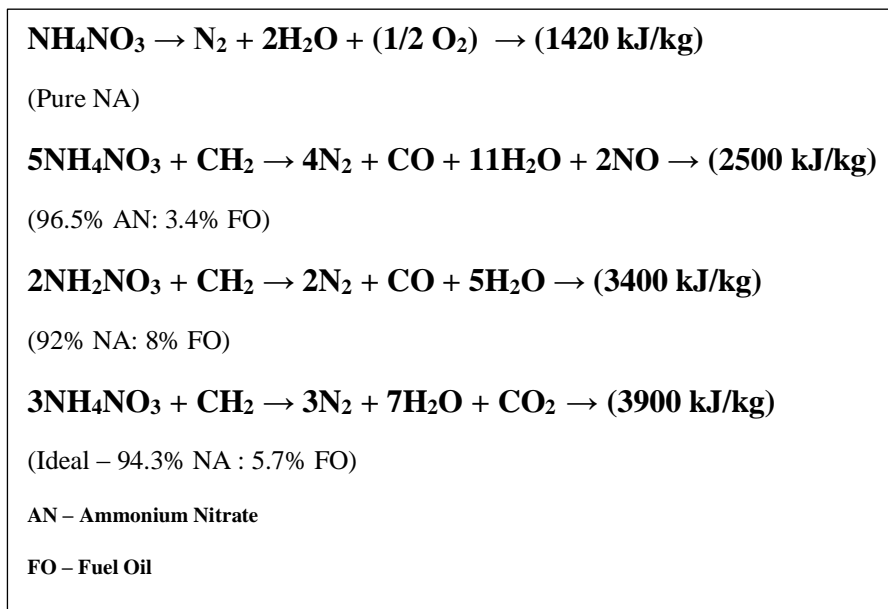 NH₄NO₃ → N₂ + 2H₂O + (1/2 O₂) → (1420 kJ/kg)
(Pure NA)
5NH₄NO₃ + CH₂ → 4N₂ + CO + 11H₂O + 2NO → (2500 kJ/kg)
(96.5% AN: 3.4% FO)
2NH₂NO₃ + CH₂ → 2N₂ + CO + 5H₂O → (3400 kJ/kg)
(92% NA: 8% FO)
3NH₄NO₃ + CH₂ → 3N₂ + 7H₂O + CO₂ → (3900 kJ/kg)
(Ideal – 94.3% NA : 5.7% FO)
AN – Ammonium Nitrate
FO – Fuel Oil